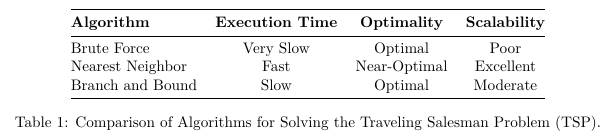 Algorithm Execution Time Optimality Scalability
Brute Force Very Slow Optimal Poor
Nearest Neighbor Fast Near-Optimal Excellent
Branch and Bound Slow Optimal Moderate
Table 1: Comparison of Algorithms for Solving the Traveling Salesman Problem (TSP).